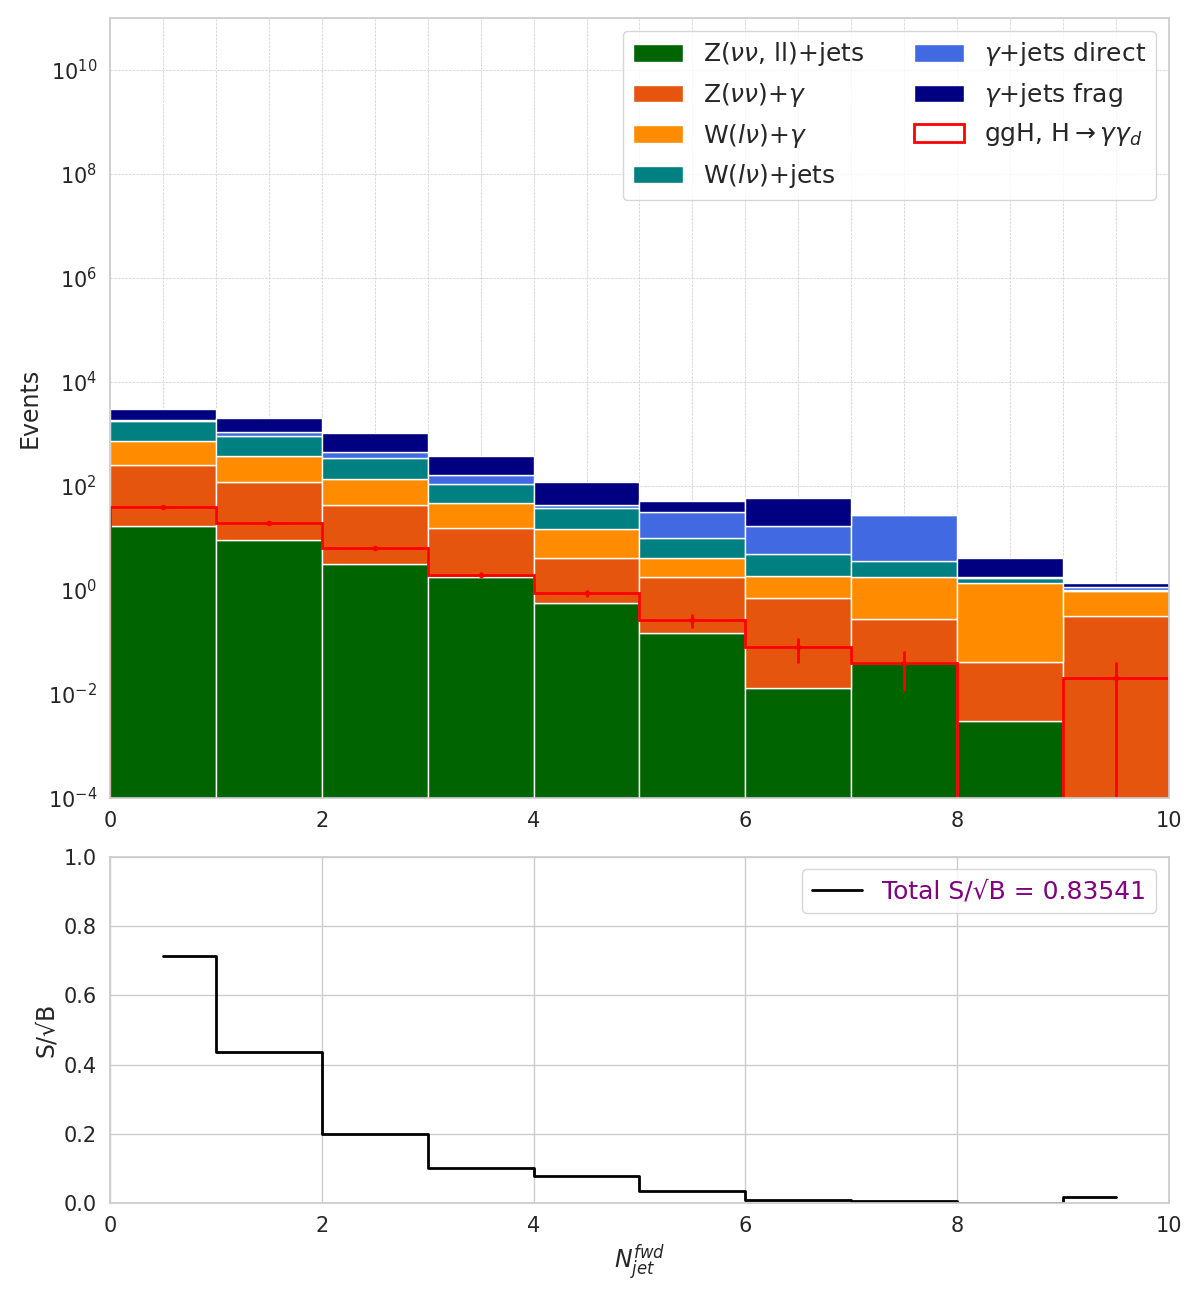 Z(νν, ll)+jets
Z(νν)+γ
W(lν)+γ
W(lν)+jets
γ+jets direct
γ+jets frag
ggH, H→γγ_d
Events
10^10
10^8
10^6
10^4
10^2
10^0
10^−2
10^−4
0 2 4 6 8 10
Total S/√B = 0.83541
S/√B
1.0
0.8
0.6
0.4
0.2
0.0
0 2 4 6 8 10
N_jet^fwd